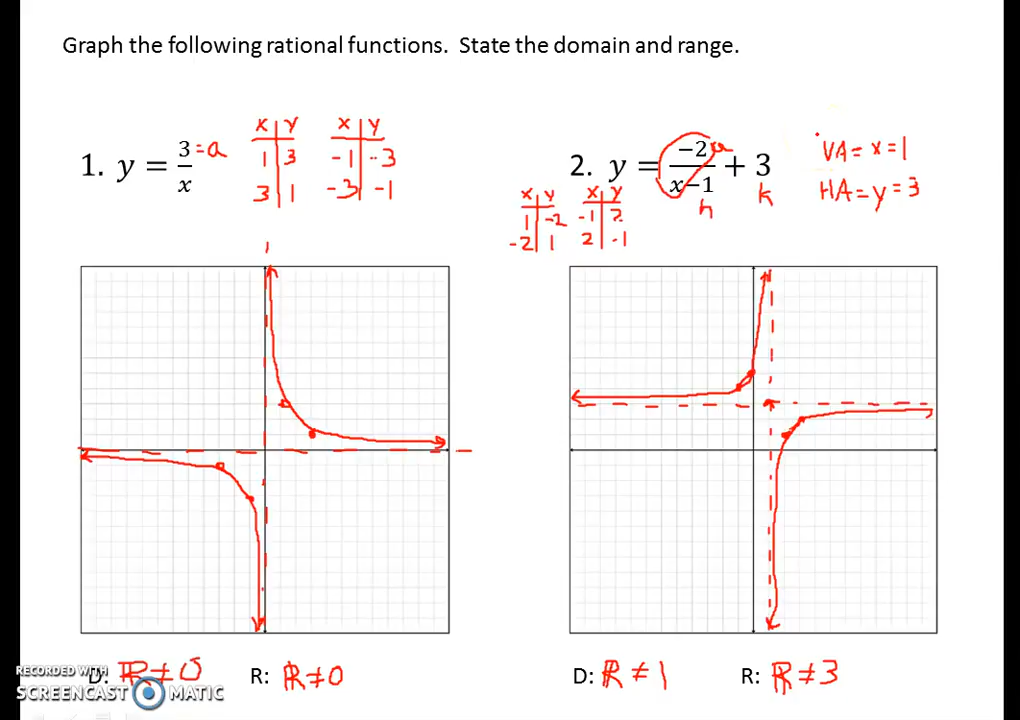 Graph the following rational functions. State the domain and range.
1. y = 3/x = a
x | y
1 | 3
3 | 1
x | y
-1 | -3
-3 | -1
2. y = -2/(x-1) + 3
a
h
k
VA = x = 1
HA = y = 3
x | y
1 | -2
-2 | 1
x | y
-1 | 2
2 | -1
D: ℝ ≠ 0
R: ℝ ≠ 0
D: ℝ ≠ 1
R: ℝ ≠ 3
RECORDED WITH
SCREENCAST MATIC